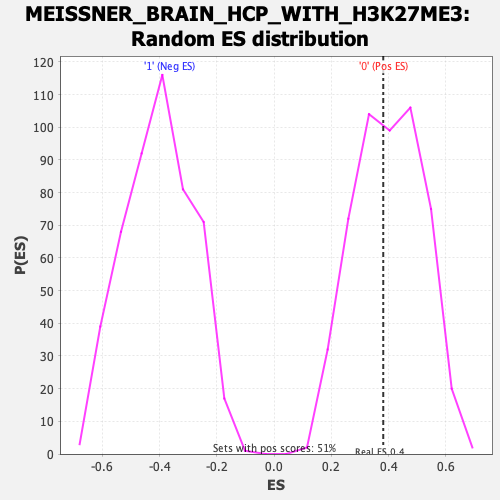 MEISSNER_BRAIN_HCP_WITH_H3K27ME3:
Random ES distribution
'1' (Neg ES)
'0' (Pos ES)
120
110
100
90
80
70
60
50
40
30
20
10
0
P(ES)
Sets with pos scores: 51%
Real ES 0.4
-0.6
-0.4
-0.2
0.0
0.2
0.4
0.6
ES